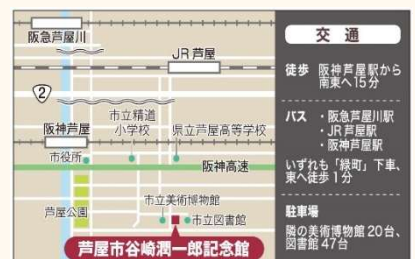 阪急芦屋川
JR 芦屋
2
阪神芦屋
市立精道
小学校
県立芦屋高等学校
市役所
阪神高速
芦屋公園
市立美術博物館
市立図書館
芦屋市谷崎潤一郎記念館
交通
徒歩 阪神芦屋駅から
南東へ15分
バス ・阪急芦屋川駅
・JR芦屋駅
・阪神芦屋駅
いずれも「緑町」下車、
東へ徒歩1分
駐車場
隣の美術博物館20台、
図書館 47台